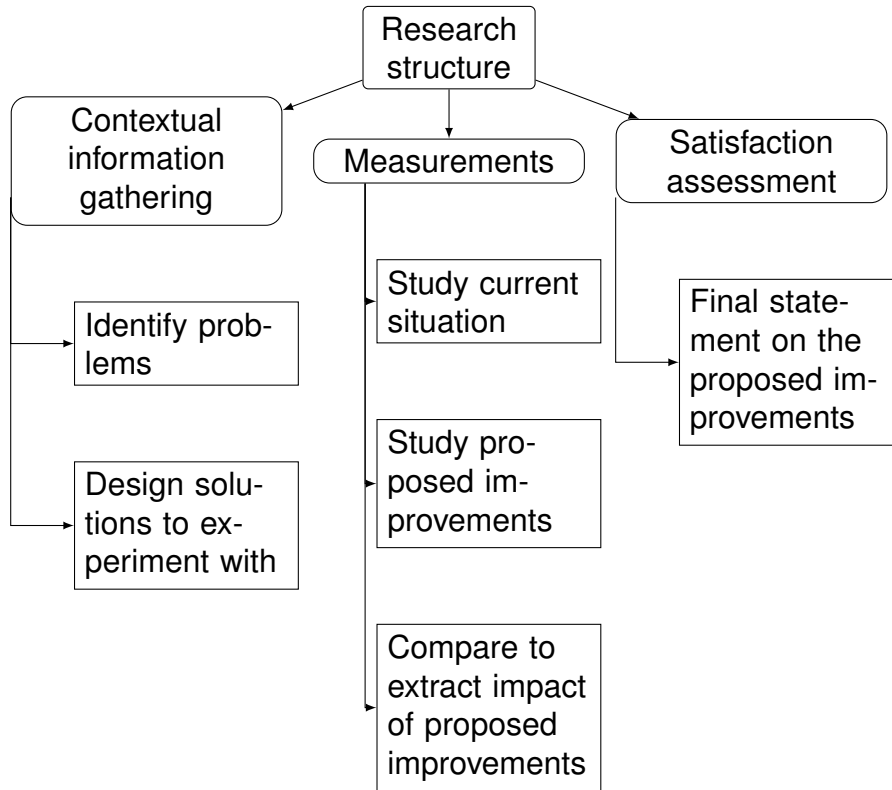 Research
structure
Contextual
information
gathering
Measurements
Satisfaction
assessment
Identify prob-
lems
Design solu-
tions to ex-
periment with
Study current
situation
Study pro-
posed im-
provements
Compare to
extract impact
of proposed
improvements
Final state-
ment on the
proposed im-
provements